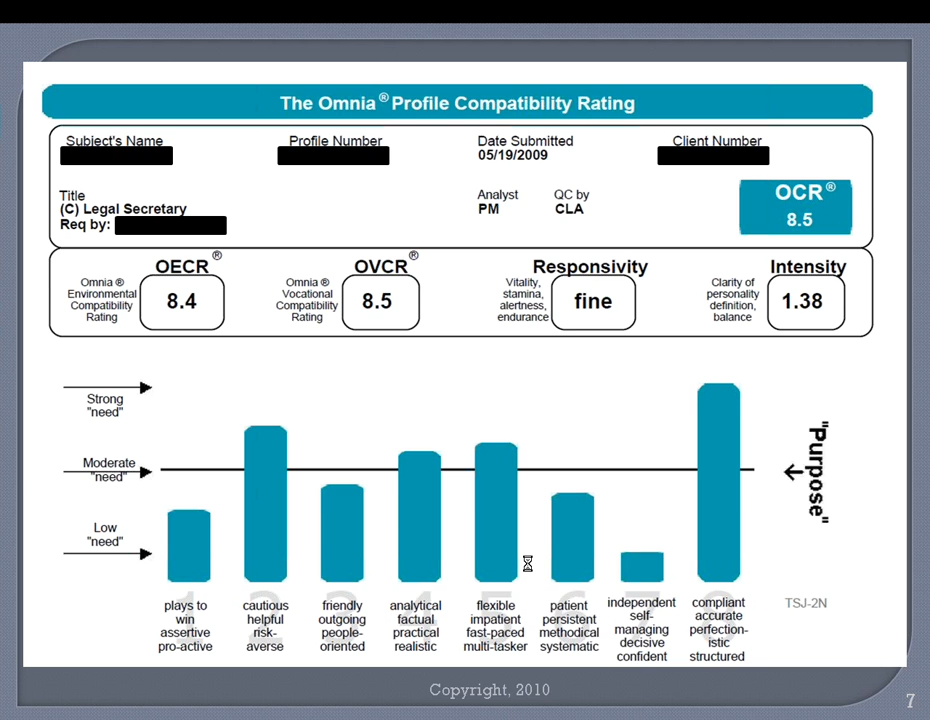 The Omnia ® Profile Compatibility Rating
Subject's Name
Profile Number
Date Submitted
Client Number
05/19/2009
Title
(C) Legal Secretary
Req by:
Analyst
QC by
PM
CLA
OCR ®
8.5
OECR ®
Omnia ®
Environmental
Compatibility
Rating
8.4
OVCR ®
Omnia ®
Vocational
Compatibility
Rating
8.5
Responsivity
Vitality,
stamina,
alertness,
endurance
fine
Intensity
Clarity of
personality
definition,
balance
1.38
Strong
"need"
Moderate
"need"
Low
"need"
"Purpose"
1
plays to
win
assertive
pro-active
2
cautious
helpful
risk-
averse
3
friendly
outgoing
people-
oriented
4
analytical
factual
practical
realistic
5
flexible
impatient
fast-paced
multi-tasker
6
patient
persistent
methodical
systematic
7
independent
self-
managing
decisive
confident
8
compliant
accurate
perfection-
istic
structured
TSJ-2N
Copyright, 2010
7